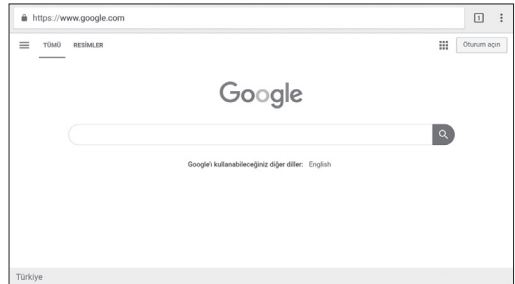 https://www.google.com 1
TÜMÜ RESİMLER Oturum açın
Google
Google'ı kullanabileceğiniz diğer diller: English
Türkiye